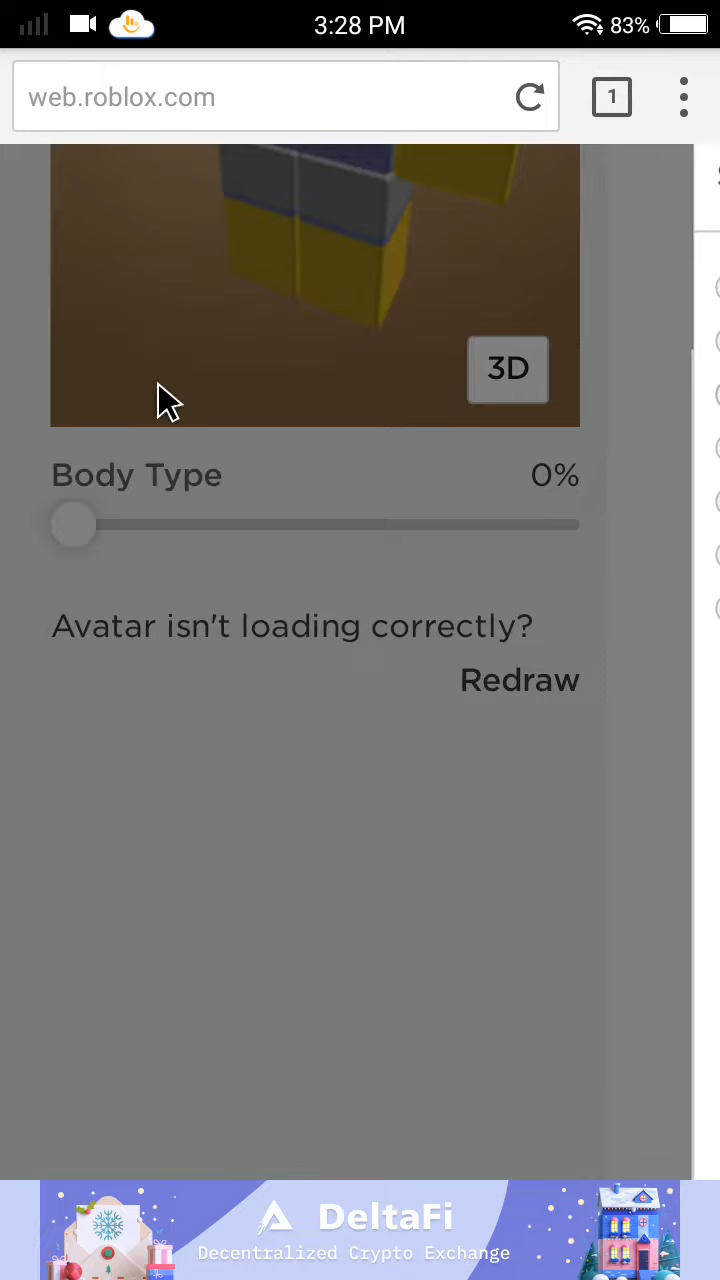 3:28 PM
83%
web.roblox.com
1
3D
Body Type 0%
Avatar isn't loading correctly?
Redraw
DeltaFi
Decentralized Crypto Exchange